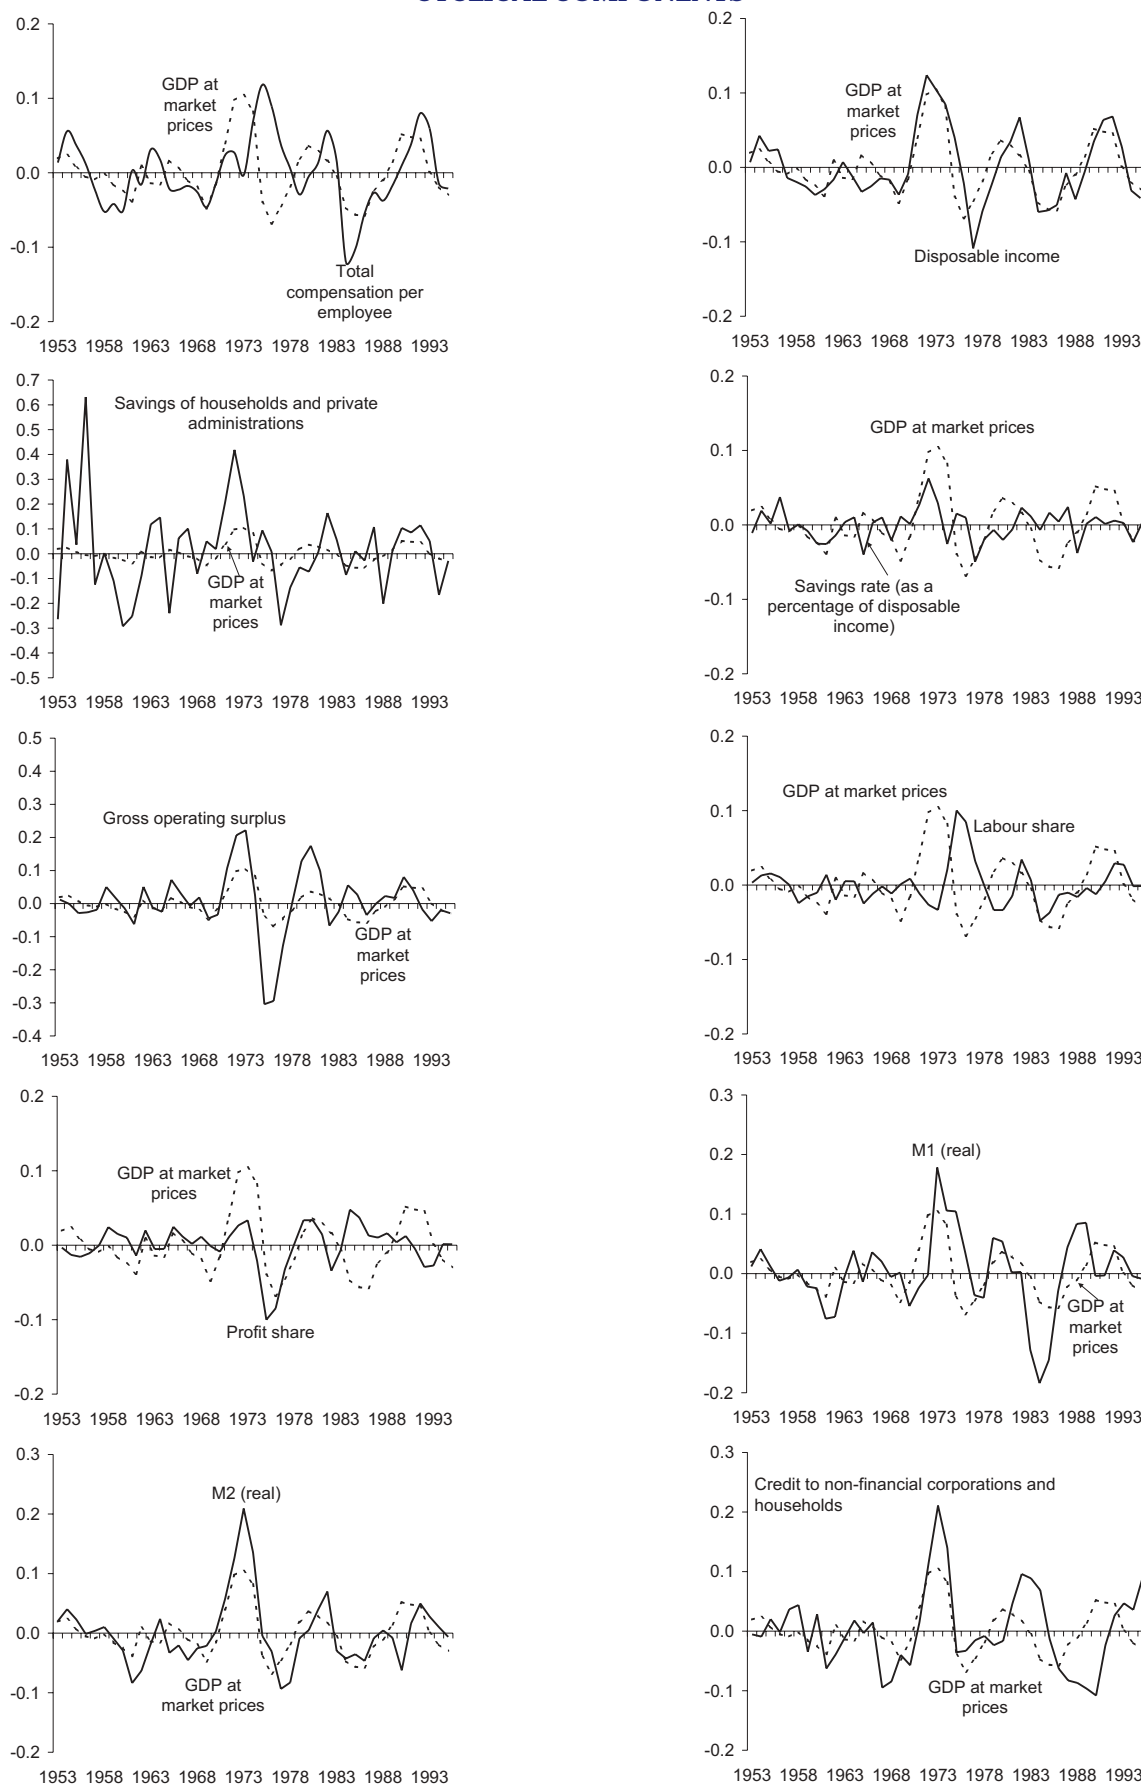 CYCLICAL COMPONENTS
0.2
0.1
0.0
-0.1
-0.2
GDP at
market
prices
Total
compensation per
employee
1953 1958 1963 1968 1973 1978 1983 1988 1993
0.2
0.1
0.0
-0.1
-0.2
GDP at
market
prices
Disposable income
1953 1958 1963 1968 1973 1978 1983 1988 1993
0.7
0.6
0.5
0.4
0.3
0.2
0.1
0.0
-0.1
-0.2
-0.3
-0.5
Savings of households and private
administrations
GDP at
market
prices
1953 1958 1963 1968 1973 1978 1983 1988 1993
0.2
0.1
0.0
-0.1
-0.2
GDP at market prices
Savings rate (as a
percentage of disposable
income)
1953 1958 1963 1968 1973 1978 1983 1988 1993
0.5
0.4
0.3
0.2
0.1
0.0
-0.1
-0.2
-0.3
-0.4
Gross operating surplus
GDP at
market
prices
1953 1958 1963 1968 1973 1978 1983 1988 1993
0.2
0.1
0.0
-0.1
-0.2
GDP at market prices
Labour share
1953 1958 1963 1968 1973 1978 1983 1988 1993
0.2
0.1
0.0
-0.1
-0.2
GDP at market
prices
Profit share
1953 1958 1963 1968 1973 1978 1983 1988 1993
0.3
0.2
0.1
0.0
-0.1
-0.2
M1 (real)
GDP at
market
prices
1953 1958 1963 1968 1973 1978 1983 1988 1993
0.3
0.2
0.1
0.0
-0.1
-0.2
M2 (real)
GDP at
market prices
1953 1958 1963 1968 1973 1978 1983 1988 1993
0.3
0.2
0.1
0.0
-0.1
-0.2
Credit to non-financial corporations and
households
GDP at market
prices
1953 1958 1963 1968 1973 1978 1983 1988 1993